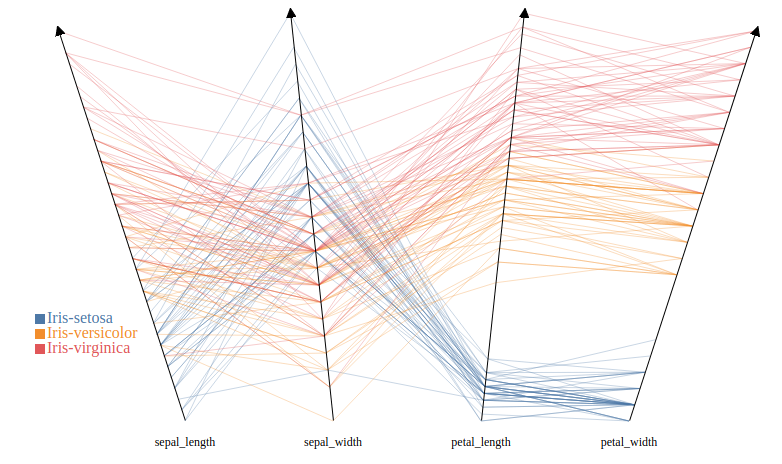 Iris-setosa
Iris-versicolor
Iris-virginica
sepal_length sepal_width petal_length petal_width